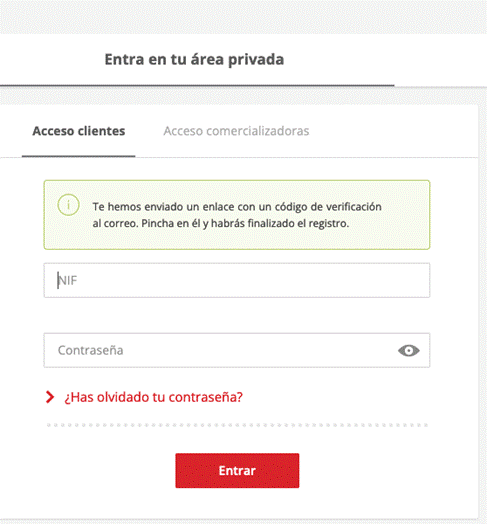 Entra en tu área privada
Acceso clientes
Acceso comercializadoras
Te hemos enviado un enlace con un código de verificación
al correo. Pincha en él y habrás finalizado el registro.
NIF
Contraseña
¿Has olvidado tu contraseña?
Entrar